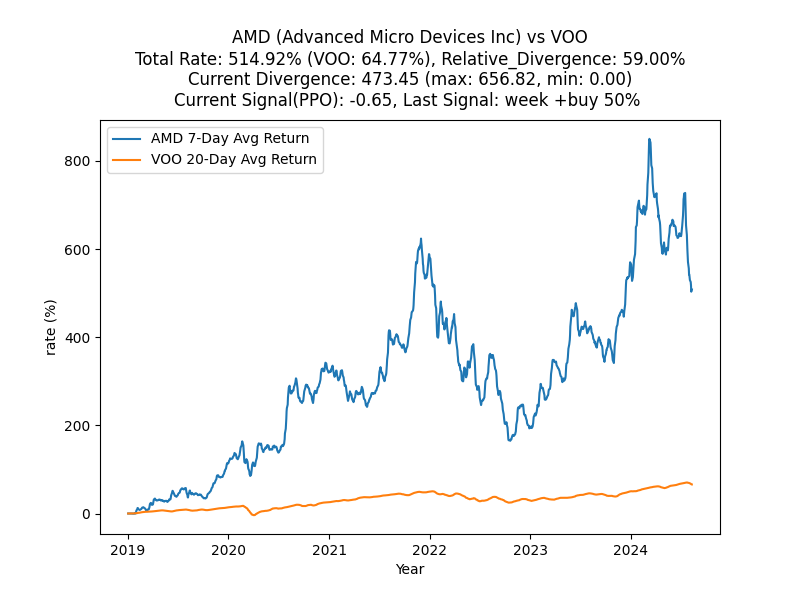 AMD (Advanced Micro Devices Inc) vs VOO
Total Rate: 514.92% (VOO: 64.77%), Relative_Divergence: 59.00%
Current Divergence: 473.45 (max: 656.82, min: 0.00)
Current Signal(PPO): -0.65, Last Signal: week +buy 50%
AMD 7-Day Avg Return
VOO 20-Day Avg Return
800
600
400
200
0
rate (%)
2019 2020 2021 2022 2023 2024
Year